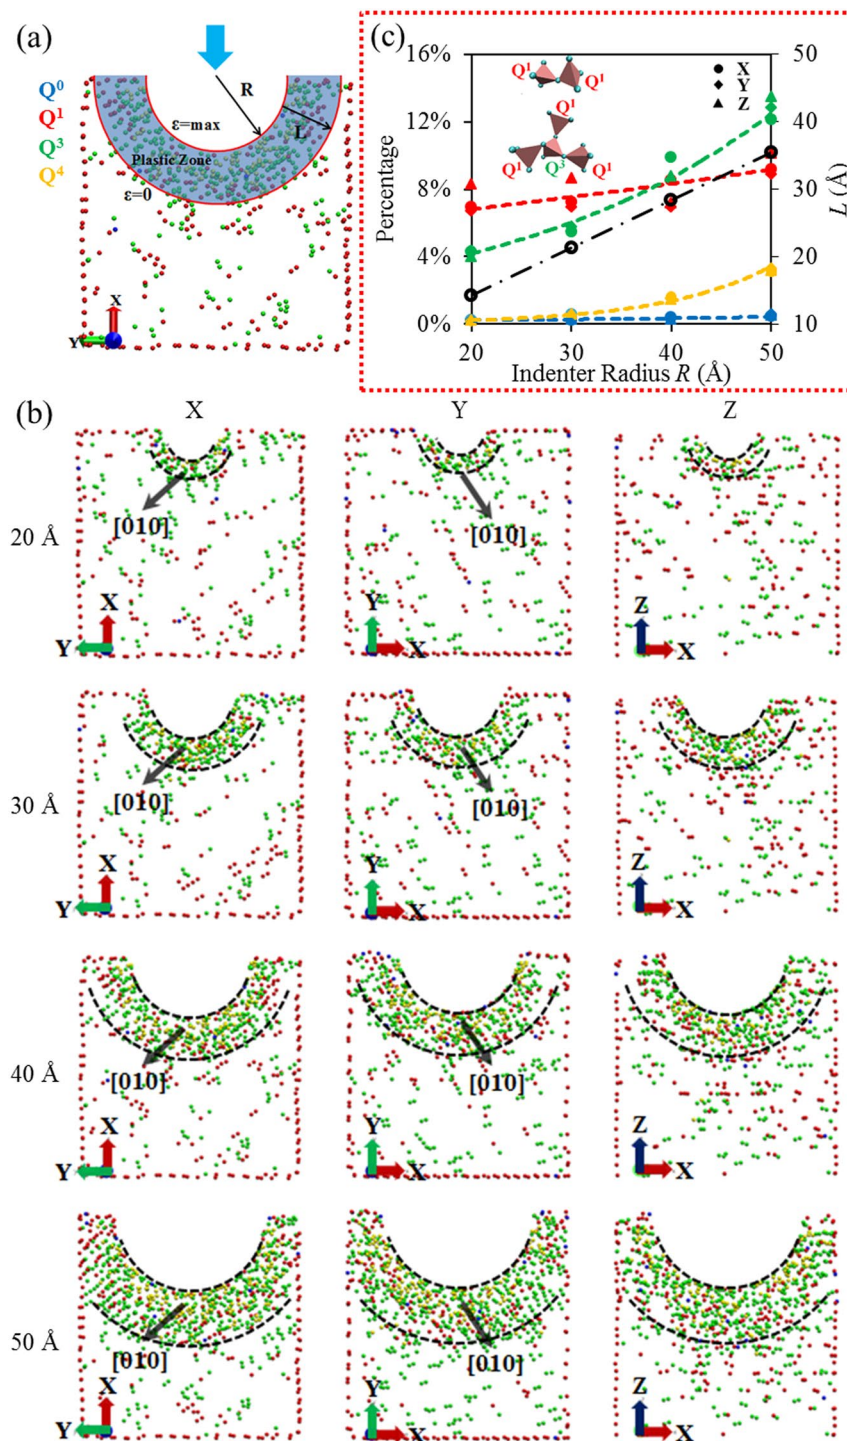 (a)
Q⁰
Q¹
Q³
Q⁴
R
L
ε=max
Plastic Zone
ε=0
X
Y
(c)
16%
12%
8%
4%
0%
Percentage
50
40
30
20
10
L (Å)
20
30
40
50
Indenter Radius R (Å)
X
Y
Z
Q¹
Q¹
Q¹
Q¹
Q³
Q¹
(b)
X
Y
Z
20 Å
[010]
[010]
X
Y
Y
X
Z
X
30 Å
[010]
[010]
X
Y
Y
X
Z
X
40 Å
[010]
[010]
X
Y
Y
X
Z
X
50 Å
[010]
[010]
X
Y
Y
X
Z
X